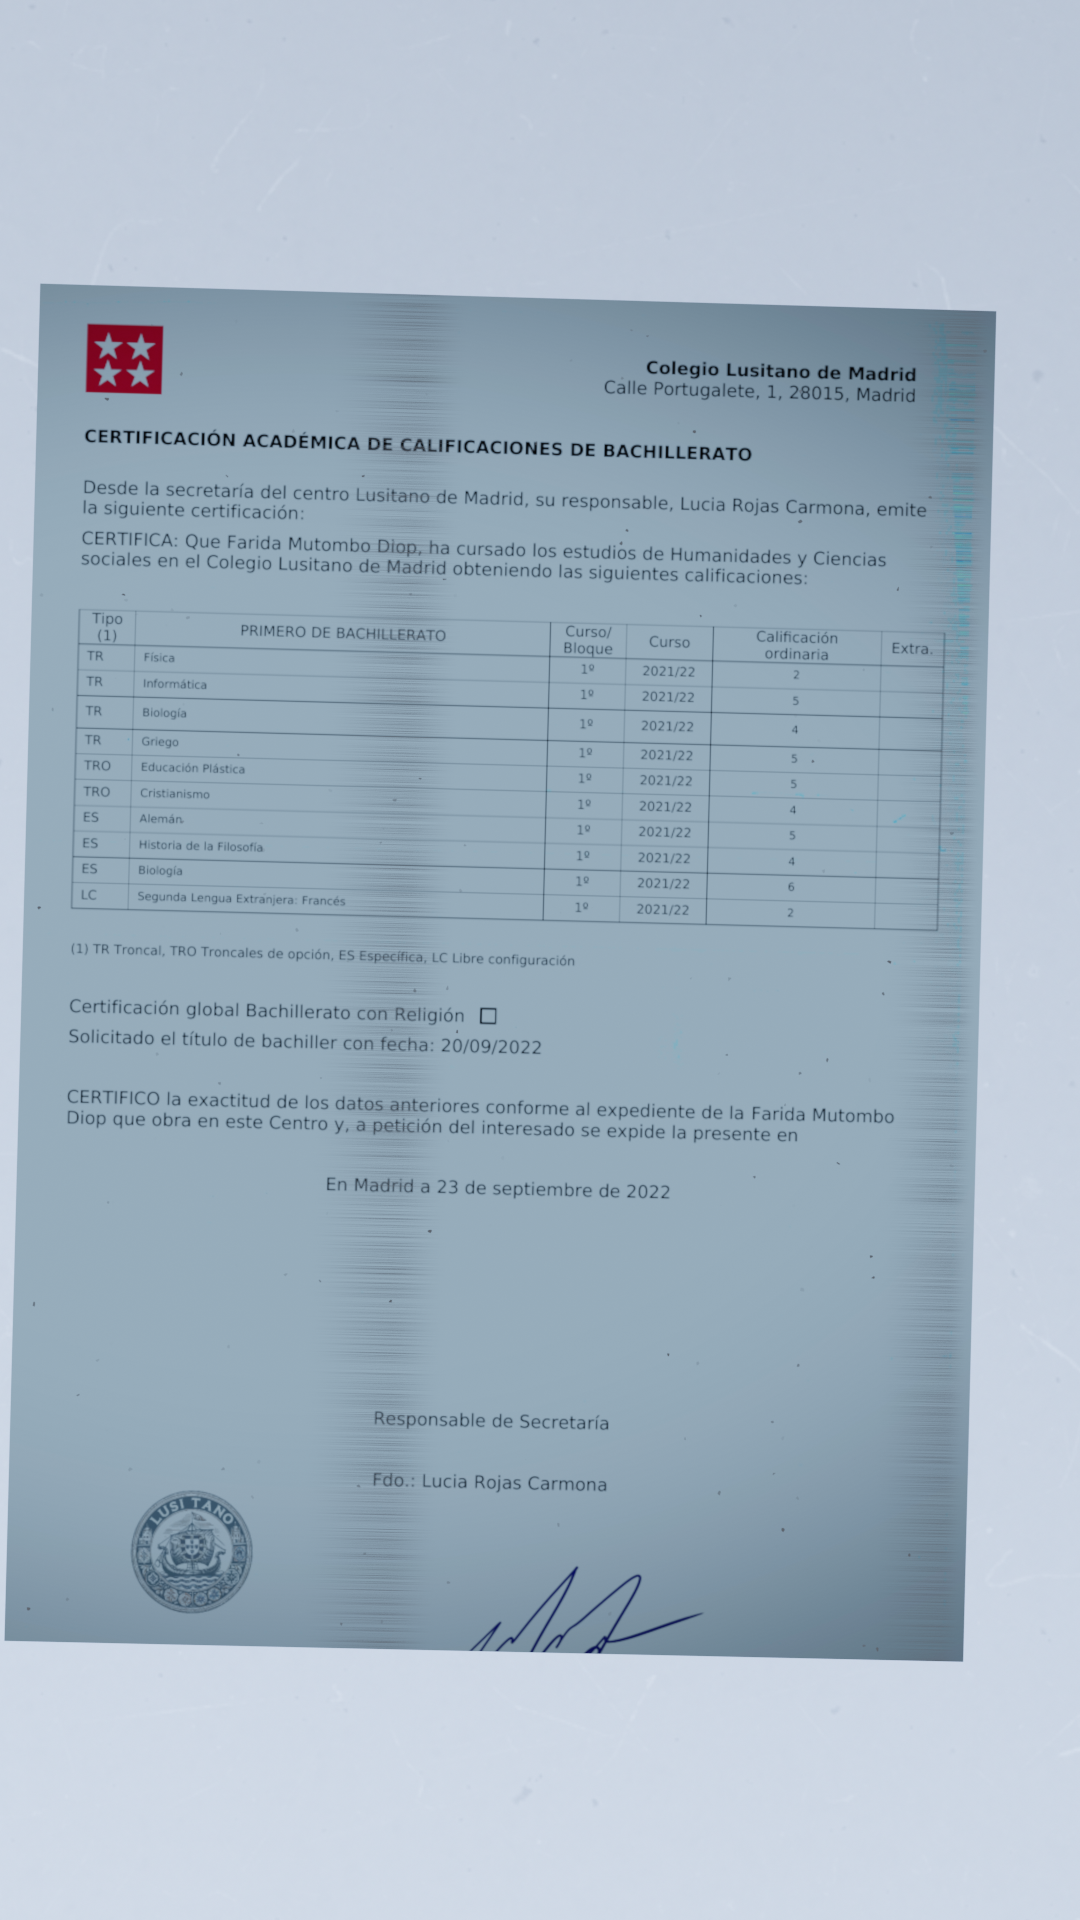 Colegio Lusitano de Madrid
Calle Portugalete, 1, 28015, Madrid
CERTIFICACIÓN ACADÉMICA DE CALIFICACIONES DE BACHILLERATO
Desde la secretaría del centro Lusitano de Madrid, su responsable, Lucia Rojas Carmona, emite
la siguiente certificación:
CERTIFICA: Que Farida Mutombo Diop, ha cursado los estudios de Humanidades y Ciencias
sociales en el Colegio Lusitano de Madrid obteniendo las siguientes calificaciones:
Tipo (1) PRIMERO DE BACHILLERATO Curso/ Bloque Curso Calificación ordinaria Extra.
TR Física 1º 2021/22 2
TR Informática 1º 2021/22 5
TR Biología 1º 2021/22 4
TR Griego 1º 2021/22 5
TRO Educación Plástica 1º 2021/22 5
TRO Cristianismo 1º 2021/22 4
ES Alemán 1º 2021/22 5
ES Historia de la Filosofía 1º 2021/22 4
ES Biología 1º 2021/22 6
LC Segunda Lengua Extranjera: Francés 1º 2021/22 2
(1) TR Troncal, TRO Troncales de opción, ES Específica, LC Libre configuración
Certificación global Bachillerato con Religión
Solicitado el título de bachiller con fecha: 20/09/2022
CERTIFICO la exactitud de los datos anteriores conforme al expediente de la Farida Mutombo
Diop que obra en este Centro y, a petición del interesado se expide la presente en
En Madrid a 23 de septiembre de 2022
Responsable de Secretaría
Fdo.: Lucia Rojas Carmona
LUSITANO